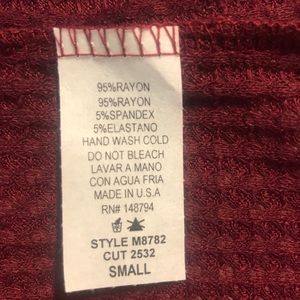 95%RAYON
95%RAYON
5%SPANDEX
5%ELASTANO
HAND WASH COLD
DO NOT BLEACH
LAVAR A MANO
CON AGUA FRIA
MADE IN U.S.A
RN# 148794
STYLE M8782
CUT 2532
SMALL